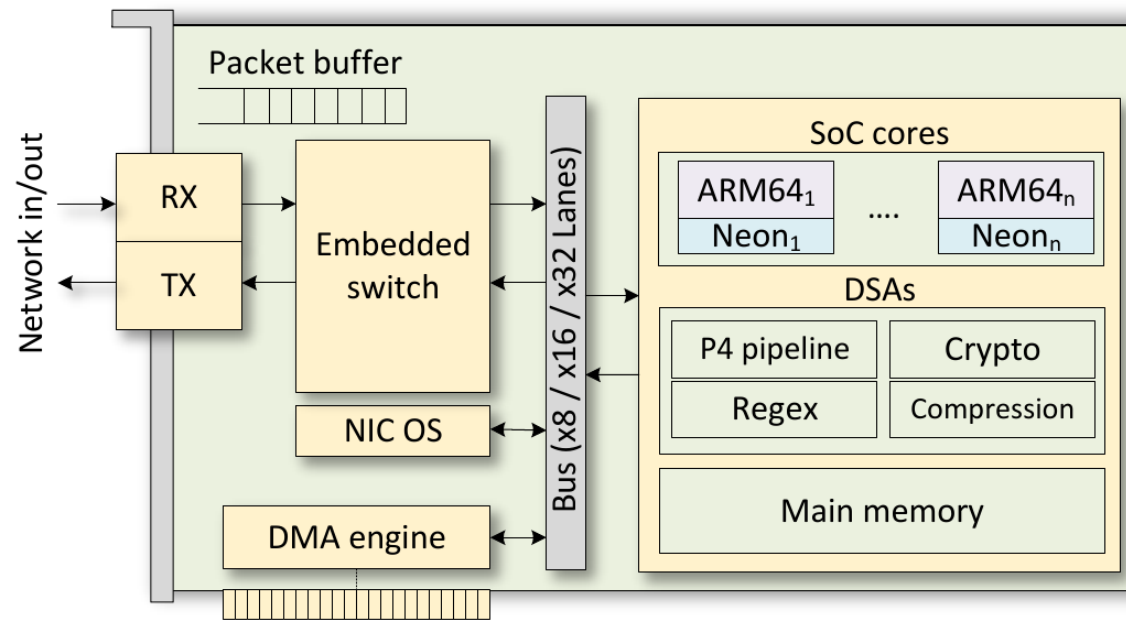 Packet buffer
Network in/out
RX
TX
Embedded
switch
NIC OS
DMA engine
Bus (x8 / x16 / x32 Lanes)
SoC cores
ARM64₁
Neon₁
....
ARM64ₙ
Neonₙ
DSAs
P4 pipeline
Crypto
Regex
Compression
Main memory